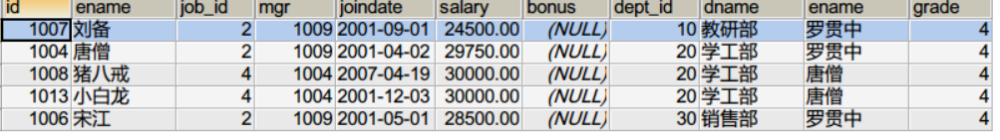 id ename job_id mgr joindate salary bonus dept_id dname ename grade
1007 刘备 2 1009 2001-09-01 24500.00 (NULL) 10 教研部 罗贯中 4
1004 唐僧 2 1009 2001-04-02 29750.00 (NULL) 20 学工部 罗贯中 4
1008 猪八戒 4 1004 2007-04-19 30000.00 (NULL) 20 学工部 唐僧 4
1013 小白龙 4 1004 2001-12-03 30000.00 (NULL) 20 学工部 唐僧 4
1006 宋江 2 1009 2001-05-01 28500.00 (NULL) 30 销售部 罗贯中 4